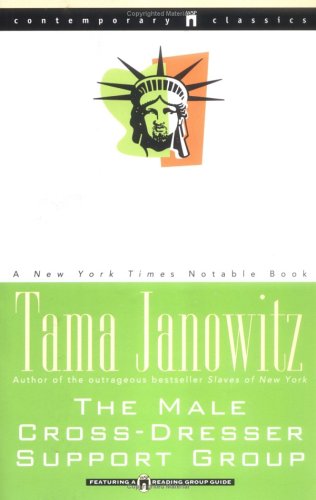 contemporary classics
A New York Times Notable Book
Tama Janowitz
Author of the outrageous bestseller Slaves of New York
THE MALE
CROSS-DRESSER
SUPPORT GROUP
FEATURING A READING GROUP GUIDE